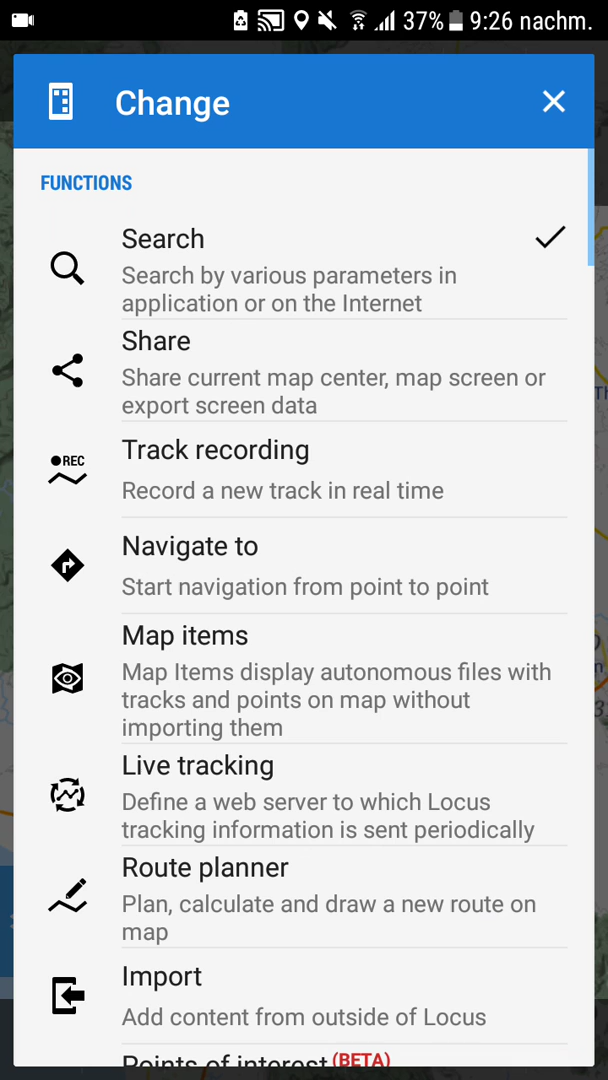 37% 9:26 nachm.
Change
FUNCTIONS
Search
Search by various parameters in
application or on the Internet
Share
Share current map center, map screen or
export screen data
REC
Track recording
Record a new track in real time
Navigate to
Start navigation from point to point
Map items
Map Items display autonomous files with
tracks and points on map without
importing them
Live tracking
Define a web server to which Locus
tracking information is sent periodically
Route planner
Plan, calculate and draw a new route on
map
Import
Add content from outside of Locus
Points of interest (BETA)